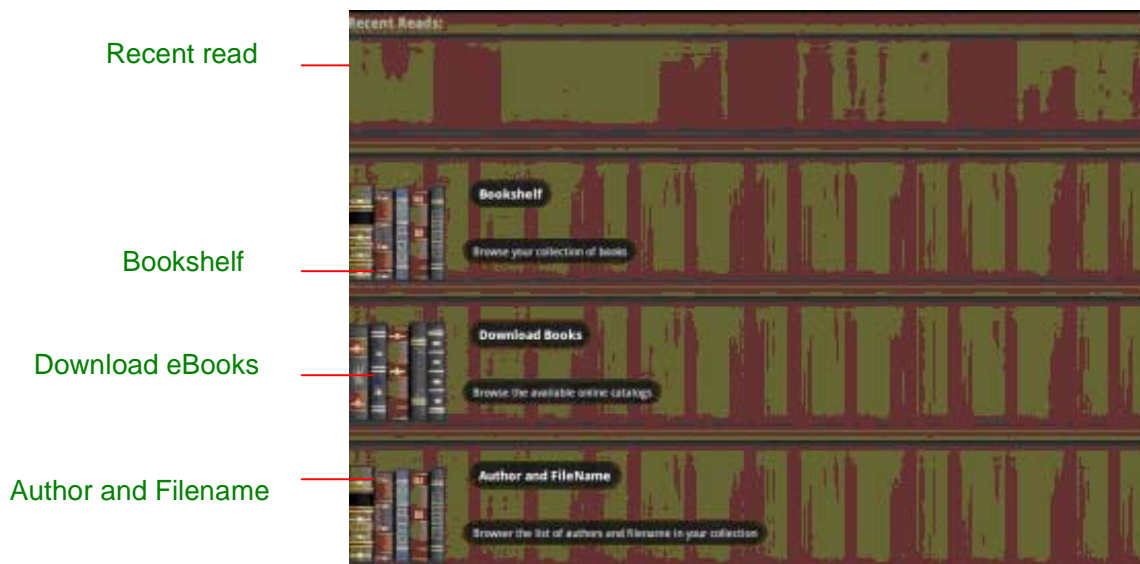 Recent Reads:
Recent read
Bookshelf
Browse your collection of books
Bookshelf
Download Books
Download eBooks
Browse the available online catalogs
Author and FileName
Author and Filename
Browser the list of authors and filename in your collection